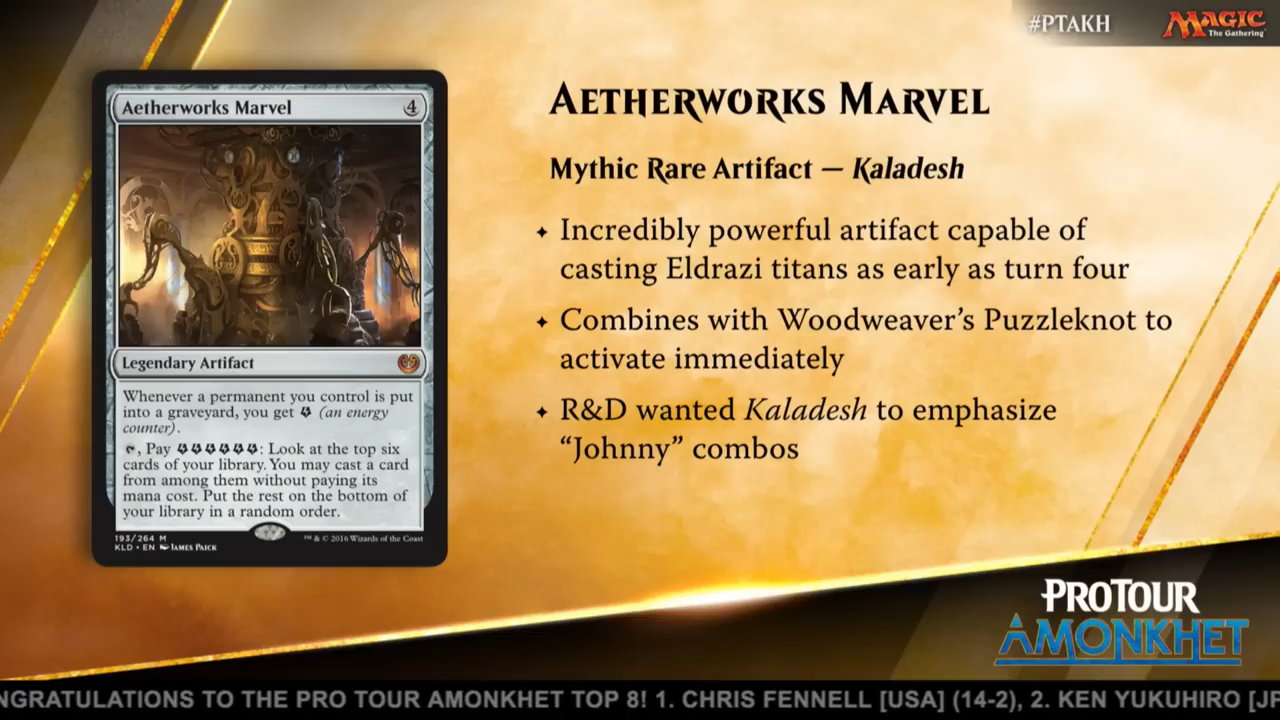 #PTAKH
MAGIC
The Gathering
Aetherworks Marvel 4
Legendary Artifact
Whenever a permanent you control is put
into a graveyard, you get (an energy
counter).
, Pay : Look at the top six
cards of your library. You may cast a card
from among them without paying its
mana cost. Put the rest on the bottom of
your library in a random order.
193/264 M
KLD • EN James Paick
™ & © 2016 Wizards of the Coast
Aetherworks Marvel
Mythic Rare Artifact — Kaladesh
Incredibly powerful artifact capable of
casting Eldrazi titans as early as turn four
Combines with Woodweaver's Puzzleknot to
activate immediately
R&D wanted Kaladesh to emphasize
“Johnny” combos
PRO TOUR
AMONKHET
NGRATULATIONS TO THE PRO TOUR AMONKHET TOP 8! 1. CHRIS FENNELL [USA] (14-2), 2. KEN YUKUHIRO [JP